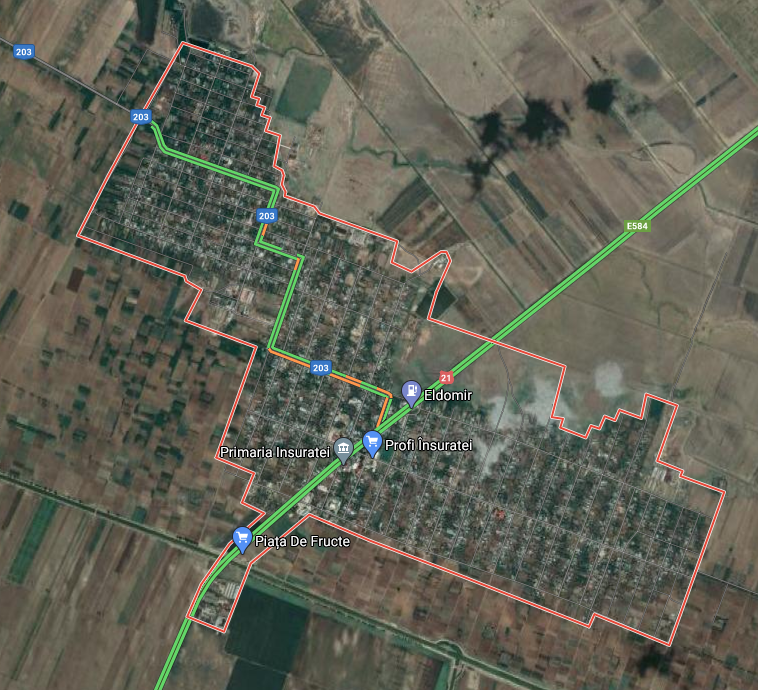 203
203
203
E584
203
21
Eldomir
Profi Însuratei
Primaria Insuratei
Piața De Fructe